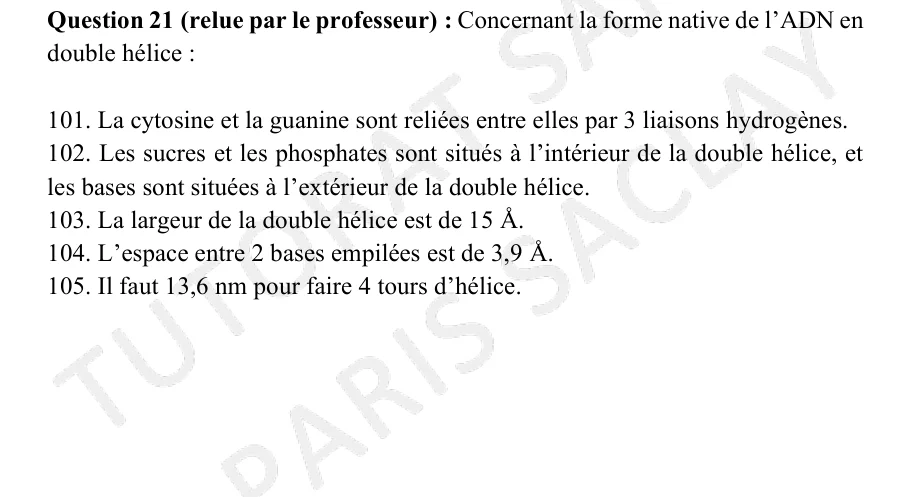 Question 21 (relue par le professeur) : Concernant la forme native de l’ADN en
double hélice :
101. La cytosine et la guanine sont reliées entre elles par 3 liaisons hydrogènes.
102. Les sucres et les phosphates sont situés à l’intérieur de la double hélice, et
les bases sont situées à l’extérieur de la double hélice.
103. La largeur de la double hélice est de 15 Å.
104. L’espace entre 2 bases empilées est de 3,9 Å.
105. Il faut 13,6 nm pour faire 4 tours d’hélice.
TUTORAT SA
PARIS SACLAY